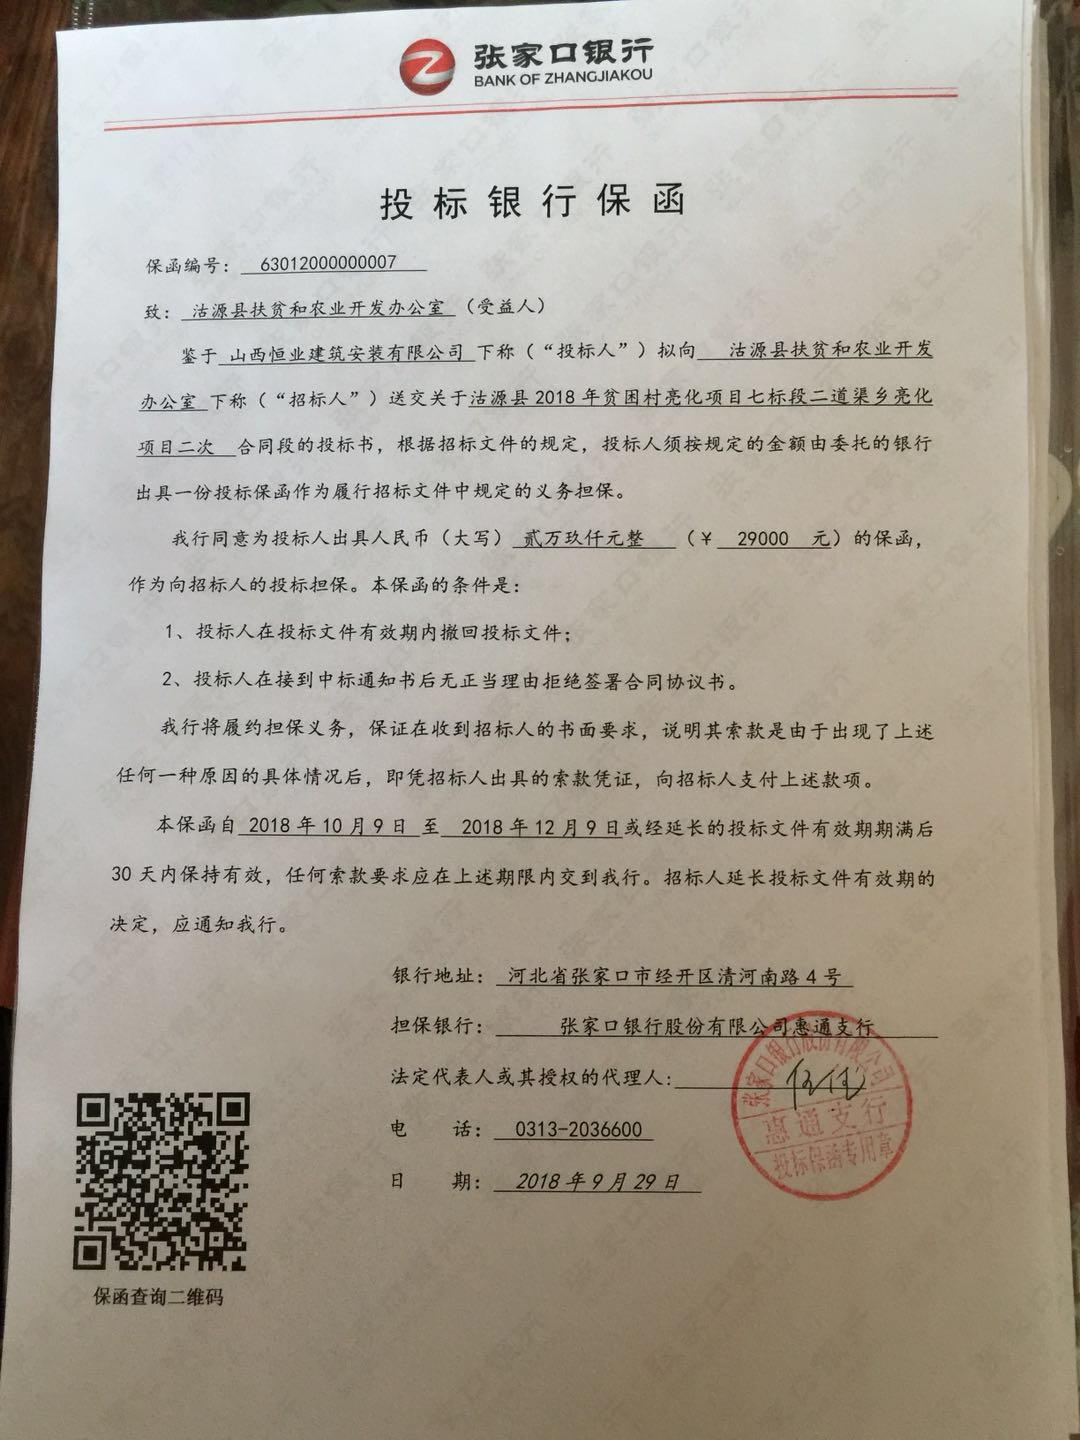 张家口银行
BANK OF ZHANGJIAKOU
投标银行保函
保函编号： 63012000000007
致： 沽源县扶贫和农业开发办公室 （受益人）
鉴于 山西恒业建筑安装有限公司 下称（“投标人”）拟向 沽源县扶贫和农业开发
办公室 下称（“招标人”）送交关于沽源县2018年贫困村亮化项目七标段二道渠乡亮化
项目二次 合同段的投标书，根据招标文件的规定，投标人须按规定的金额由委托的银行
出具一份投标保函作为履行招标文件中规定的义务担保。
我行同意为投标人出具人民币（大写） 贰万玖仟元整 （￥ 29000 元）的保函，
作为向招标人的投标担保。本保函的条件是：
1、投标人在投标文件有效期内撤回投标文件；
2、投标人在接到中标通知书后无正当理由拒绝签署合同协议书。
我行将履约担保义务，保证在收到招标人的书面要求，说明其索款是由于出现了上述
任何一种原因的具体情况后，即凭招标人出具的索款凭证，向招标人支付上述款项。
本保函自 2018年10月9日 至 2018年12月9日或经延长的投标文件有效期期满后
30天内保持有效，任何索款要求应在上述期限内交到我行。招标人延长投标文件有效期的
决定，应通知我行。
银行地址： 河北省张家口市经开区清河南路4号
担保银行： 张家口银行股份有限公司惠通支行
法定代表人或其授权的代理人：
电 话： 0313-2036600
日 期： 2018年9月29日
张家口银行股份有限公司
惠通支行
投标保函专用章
保函查询二维码